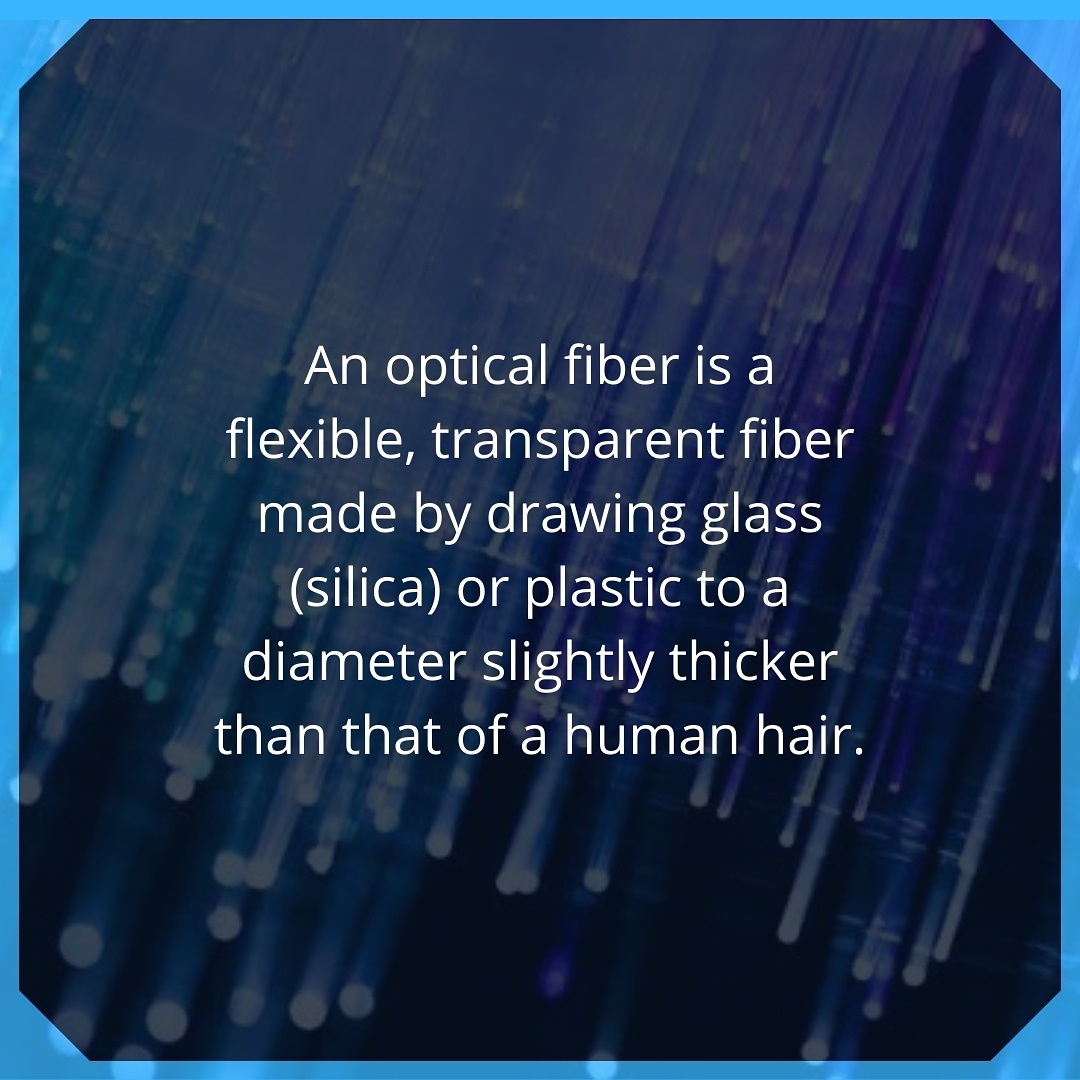 An optical fiber is a
flexible, transparent fiber
made by drawing glass
(silica) or plastic to a
diameter slightly thicker
than that of a human hair.